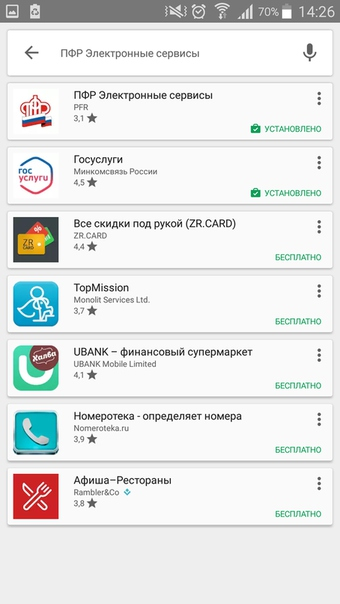 70% 14:26
ПФР Электронные сервисы
ПФР Электронные сервисы
PFR
3,1
УСТАНОВЛЕНО
гос
услуги
Госуслуги
Минкомсвязь России
4,5
УСТАНОВЛЕНО
ZR
CARD
Все скидки под рукой (ZR.CARD)
ZR.CARD
4,4
БЕСПЛАТНО
TopMission
Monolit Services Ltd.
3,7
БЕСПЛАТНО
Халва
UBANK – финансовый супермаркет
UBANK Mobile Limited
4,1
БЕСПЛАТНО
Номеротека - определяет номера
Nomeroteka.ru
3,9
БЕСПЛАТНО
Афиша–Рестораны
Rambler&Co
3,8
БЕСПЛАТНО